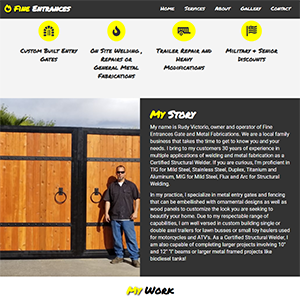 Fine Entrances
Home Services About Gallery Contact
Custom Built Entry
Gates
On Site Welding,
Repairs or
General Metal
Fabrications
Trailer Repair and
Heavy
Modifications
Military + Senior
Discounts
My Story
My name is Rudy Victorio, owner and operator of Fine
Entrances Gate and Metal Fabrications. We are a local family
business that takes the time to get to know you and your
needs. I bring to my customers 30 years of experience in
multiple applications of welding and metal fabrication as a
Certified Structural Welder. If you are curious, I'm proficient in
TIG for Mild Steel, Stainless Steel, Duplex, Titanium and
Aluminum, MIG for Mild Steel, Flux and Arc for Structural
Welding.
In my practice, I specialize in metal entry gates and fencing
that can be embellished with ornamental designs as well as
wood panels to customize the look you are seeking to
beautify your home. Due to my respectable range of
capabilities, I am well versed in custom building single or
double axel trailers for lawn busses or small toy haulers used
for motorcycles and ATV's. As a Certified Structural Welder, I
am also capable of completing larger projects involving 10"
and 12" "I" beams or larger metal framed projects like
biodiesel tanks!
My Work